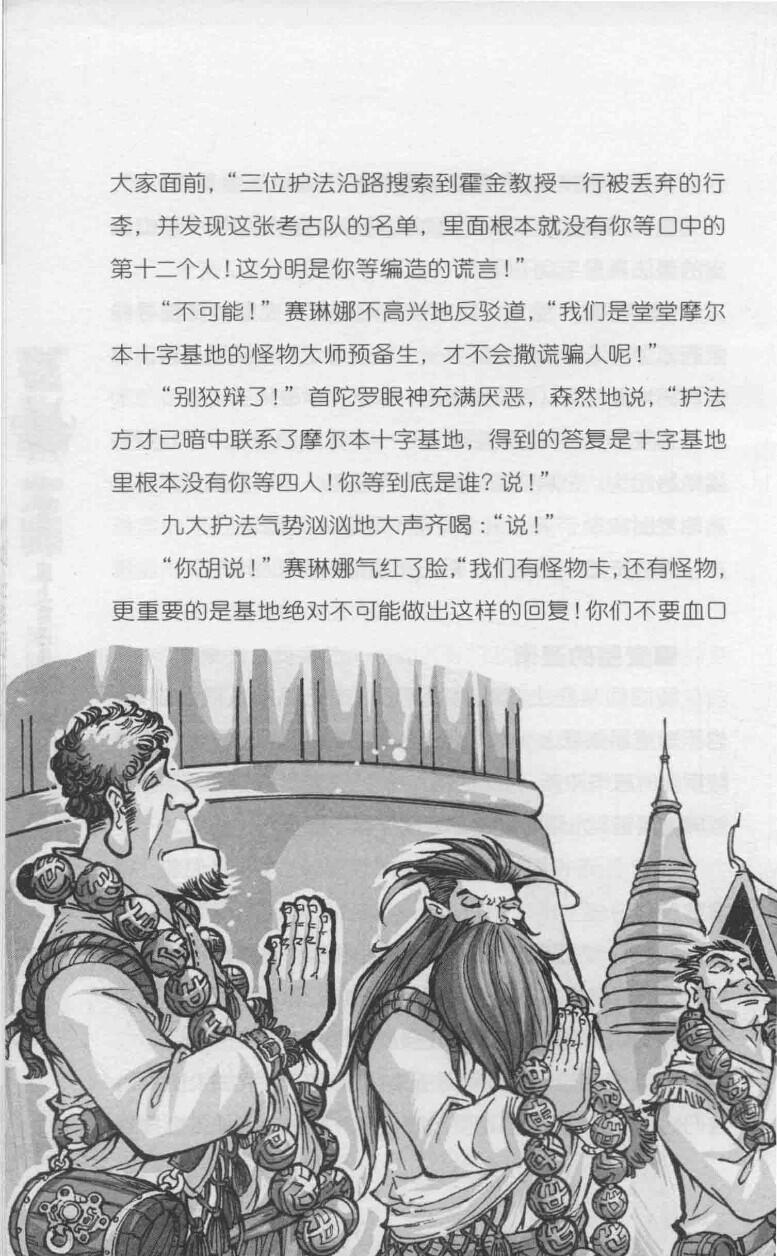 大家面前，“三位护法沿路搜索到霍金教授一行被丢弃的行
李，并发现这张考古队的名单，里面根本就没有你等口中的
第十二个人！这分明是你等编造的谎言！”
“不可能！”赛琳娜不高兴地反驳道，“我们是堂堂摩尔
本十字基地的怪物大师预备生，才不会撒谎骗人呢！”
“别狡辩了！”首陀罗眼神充满厌恶，森然地说，“护法
方才已暗中联系了摩尔本十字基地，得到的答复是十字基地
里根本没有你等四人！你等到底是谁？说！”
九大护法气势汹汹地大声齐喝：“说！”
“你胡说！”赛琳娜气红了脸，“我们有怪物卡，还有怪物，
更重要的是基地绝对不可能做出这样的回复！你们不要血口